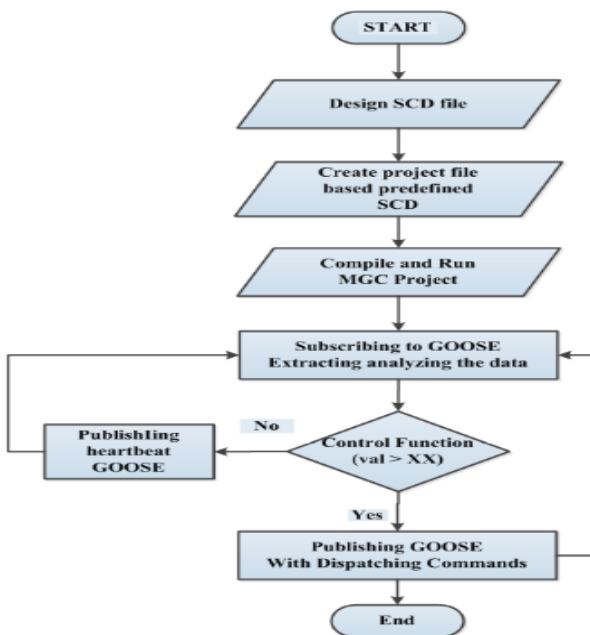 START
Design SCD file
Create project file
based predefined
SCD
Compile and Run
MGC Project
Subscribing to GOOSE
Extracting analyzing the data
No
PublishIing
heartbeat
GOOSE
Control Function
(val > XX)
Yes
Publishing GOOSE
With Dispatching Commands
End